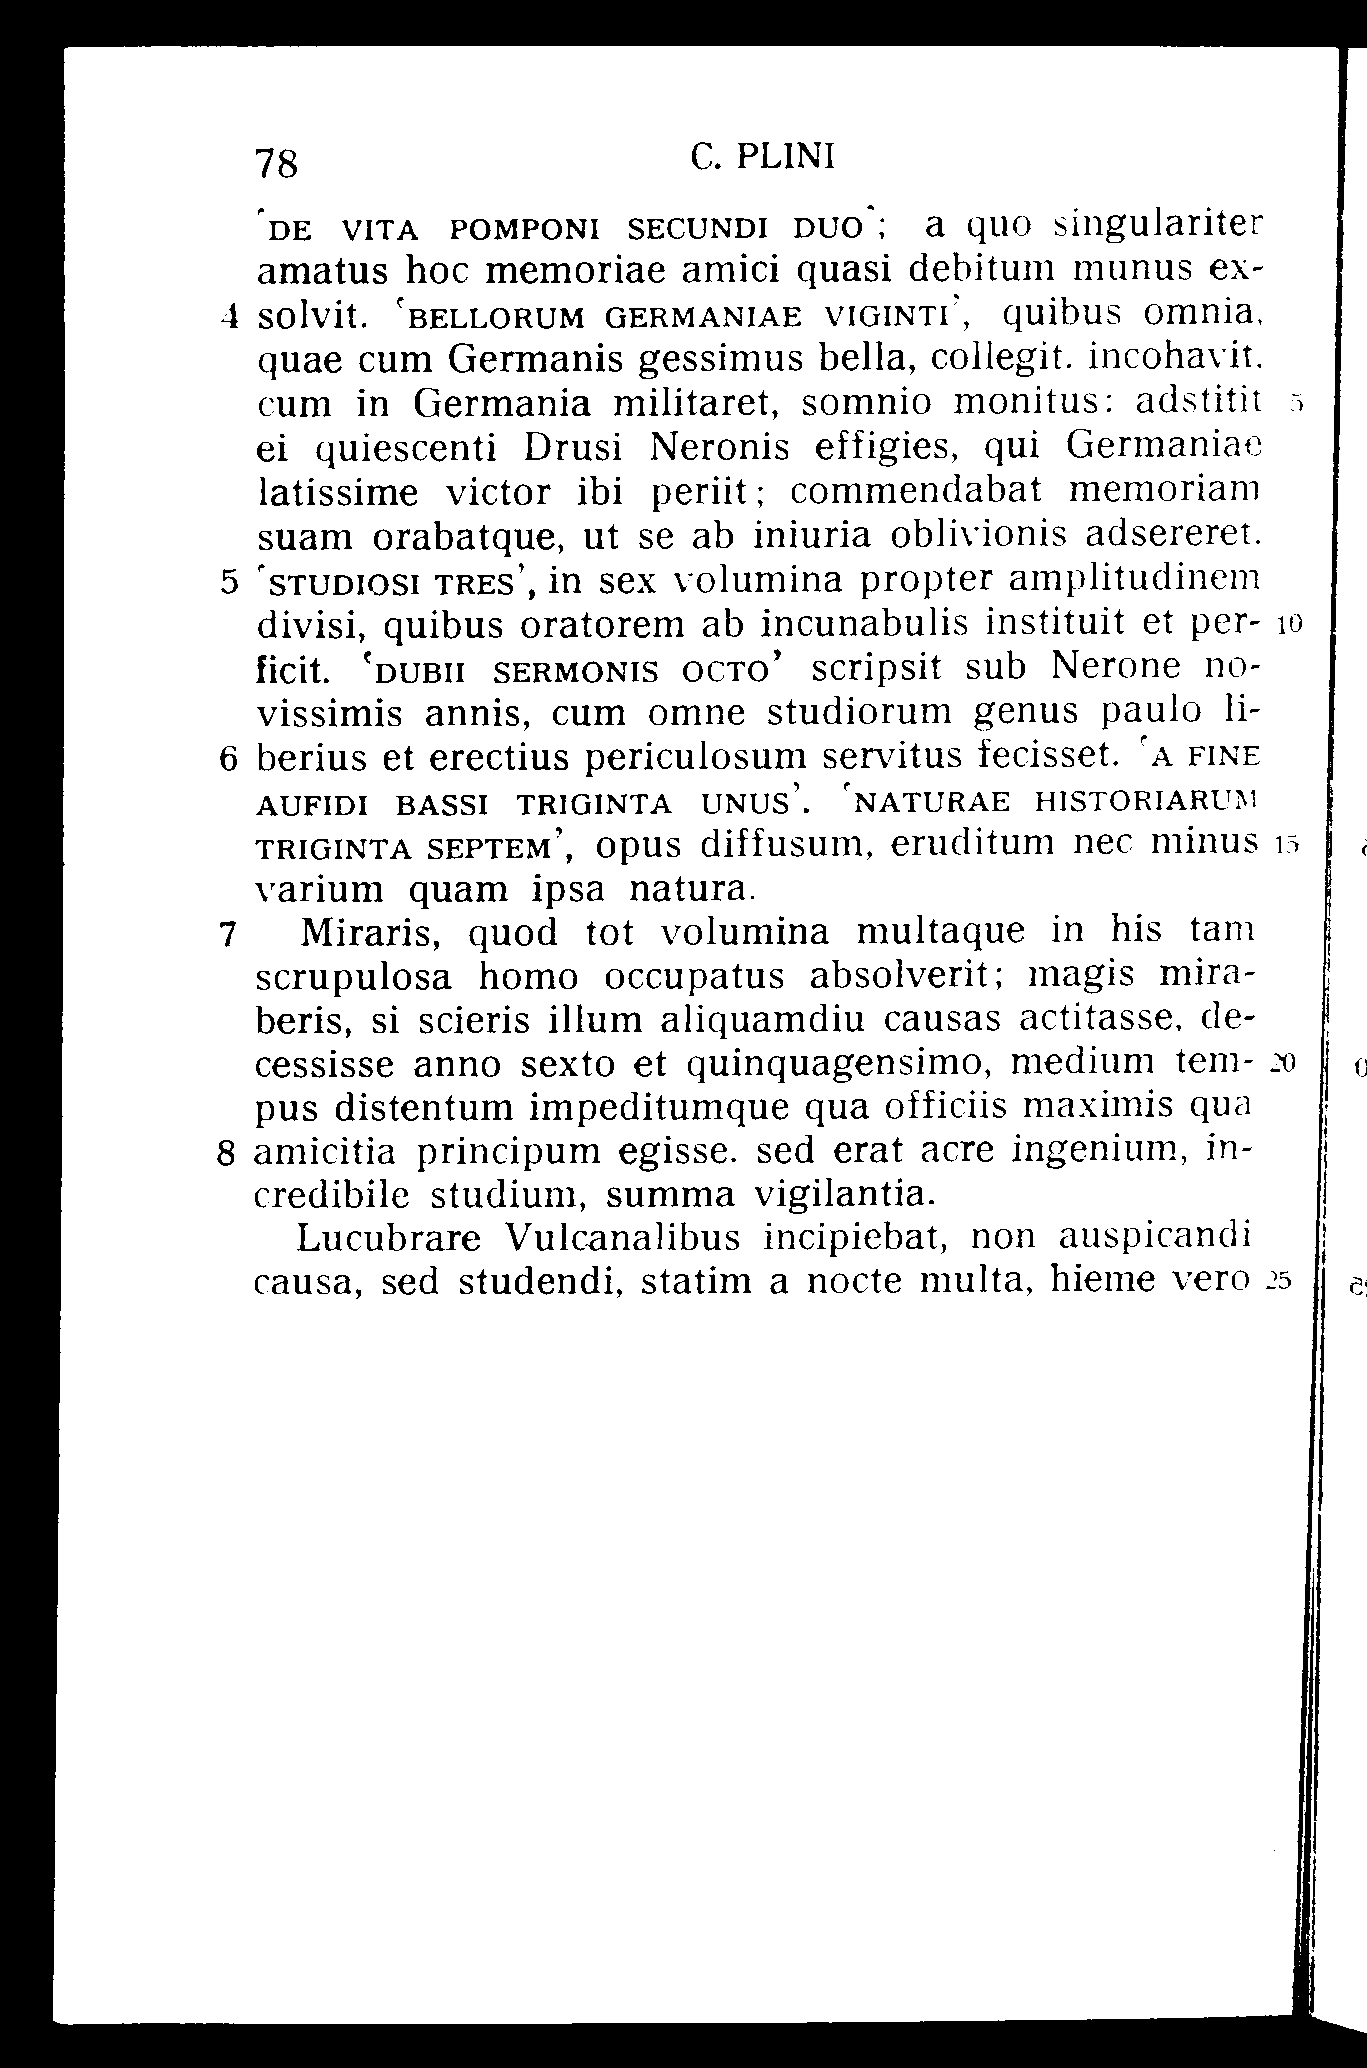 78 C. PLINI
'DE VITA POMPONI SECUNDI DUO'; a quo singulariter
amatus hoc memoriae amici quasi debitum munus ex-
4 solvit. 'BELLORUM GERMANIAE VIGINTI', quibus omnia,
quae cum Germanis gessimus bella, collegit. incohavit,
cum in Germania militaret, somnio monitus: adstitit 5
ei quiescenti Drusi Neronis effigies, qui Germaniae
latissime victor ibi periit; commendabat memoriam
suam orabatque, ut se ab iniuria oblivionis adsereret.
5 'STUDIOSI TRES', in sex volumina propter amplitudinem
divisi, quibus oratorem ab incunabulis instituit et per- 10
ficit. 'DUBII SERMONIS OCTO' scripsit sub Nerone no-
vissimis annis, cum omne studiorum genus paulo li-
6 berius et erectius periculosum servitus fecisset. 'A FINE
AUFIDI BASSI TRIGINTA UNUS'. 'NATURAE HISTORIARUM
TRIGINTA SEPTEM', opus diffusum, eruditum nec minus 15
varium quam ipsa natura.
7 Miraris, quod tot volumina multaque in his tam
scrupulosa homo occupatus absolverit; magis mira-
beris, si scieris illum aliquamdiu causas actitasse, de-
cessisse anno sexto et quinquagensimo, medium tem- 20
pus distentum impeditumque qua officiis maximis qua
8 amicitia principum egisse. sed erat acre ingenium, in-
credibile studium, summa vigilantia.
Lucubrare Vulcanalibus incipiebat, non auspicandi
causa, sed studendi, statim a nocte multa, hieme vero 25